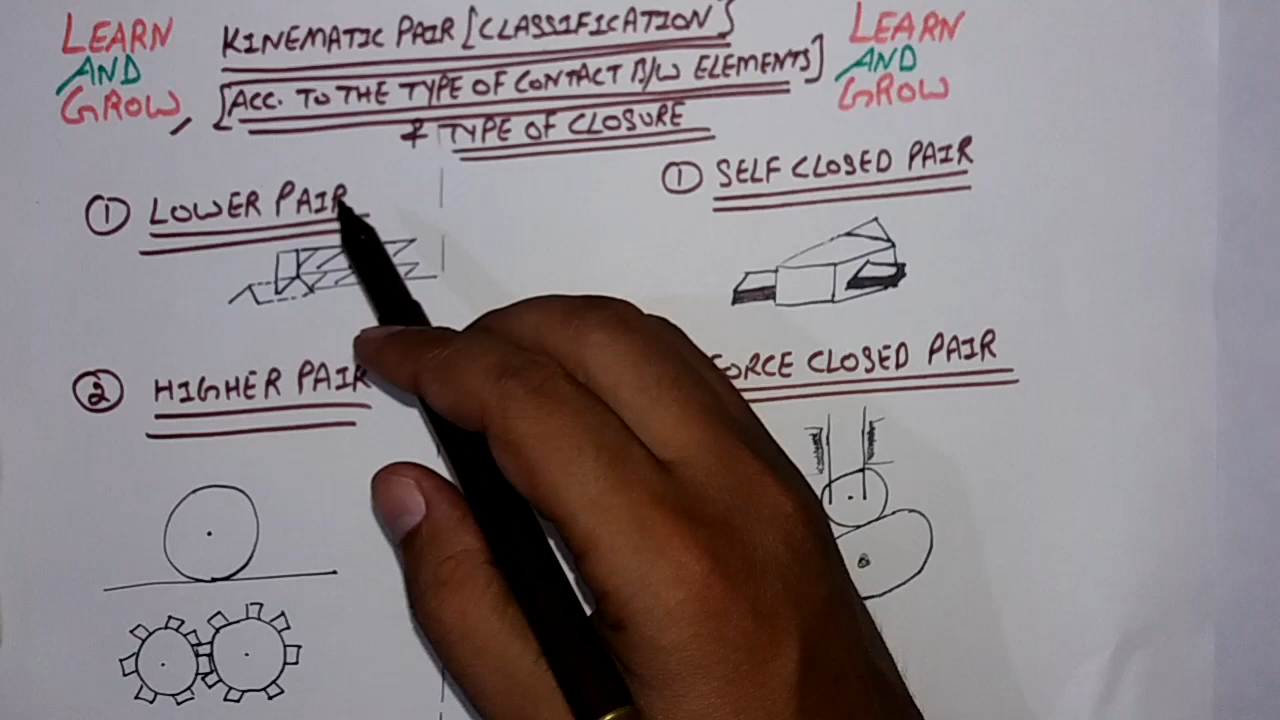 LEARN AND GROW,
KINEMATIC PAIR [CLASSIFICATION]
[ACC. TO THE TYPE OF CONTACT B/W ELEMENTS]
& TYPE OF CLOSURE
LEARN AND GROW
① LOWER PAIR
② HIGHER PAIR
① SELF CLOSED PAIR
FORCE CLOSED PAIR